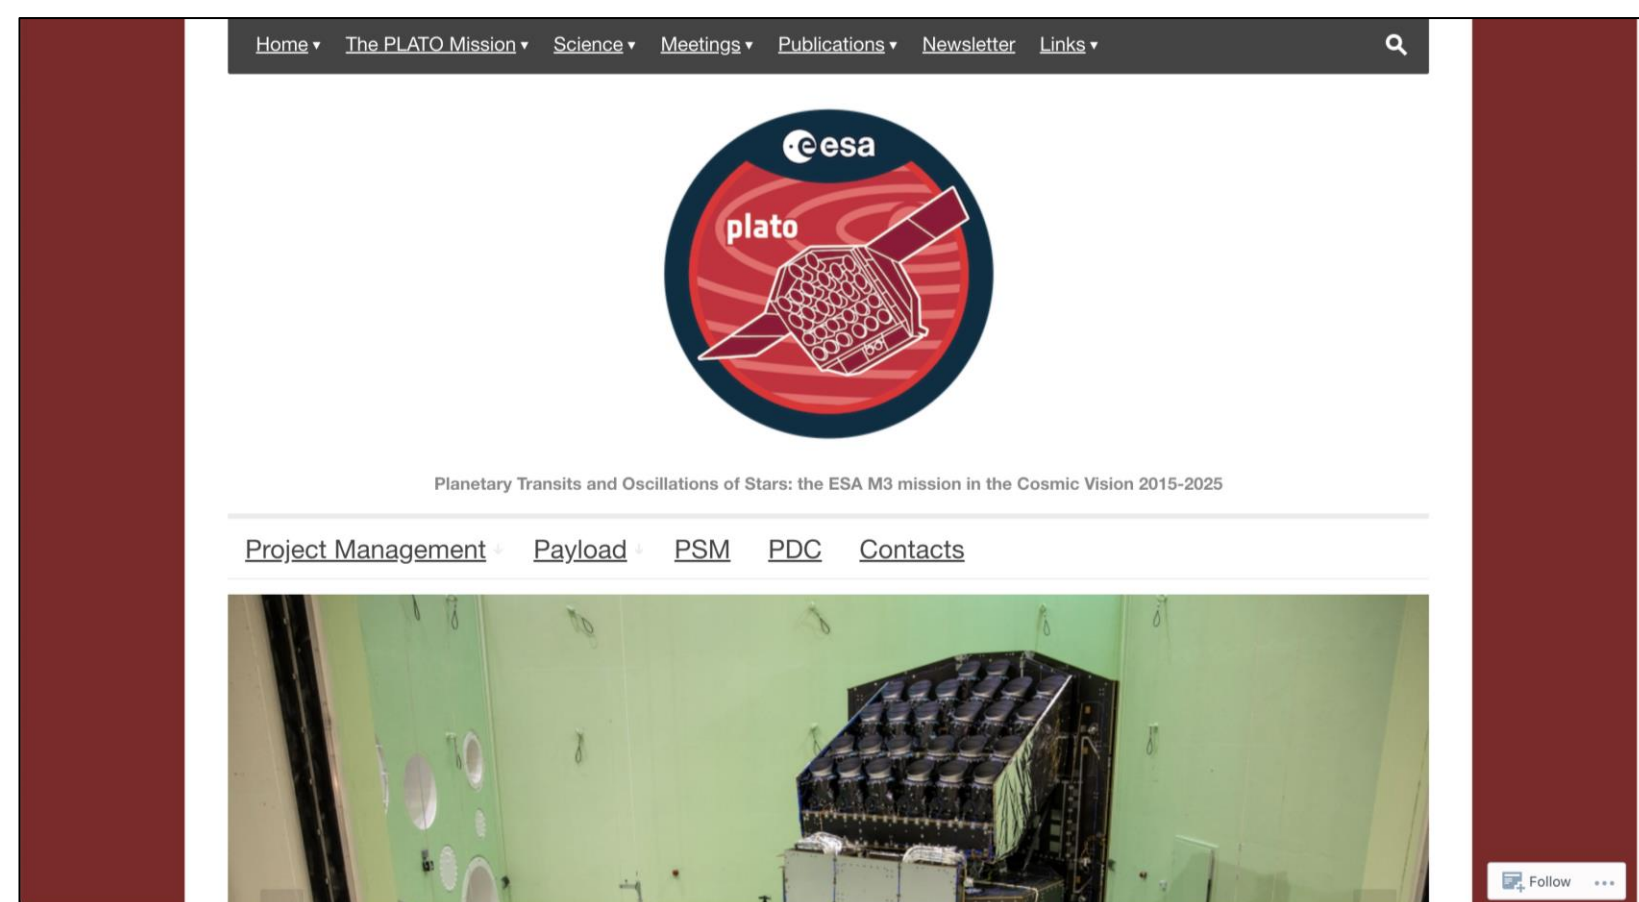 Home ▾ The PLATO Mission ▾ Science ▾ Meetings ▾ Publications ▾ Newsletter Links ▾
esa
plato
Planetary Transits and Oscillations of Stars: the ESA M3 mission in the Cosmic Vision 2015-2025
Project Management ↓ Payload ↓ PSM PDC Contacts
Follow ...